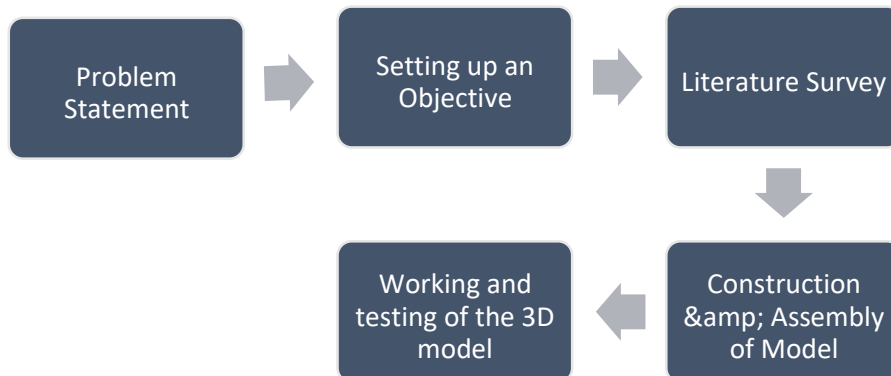 Problem
Statement
Setting up an
Objective
Literature Survey
Construction
&amp; Assembly
of Model
Working and
testing of the 3D
model